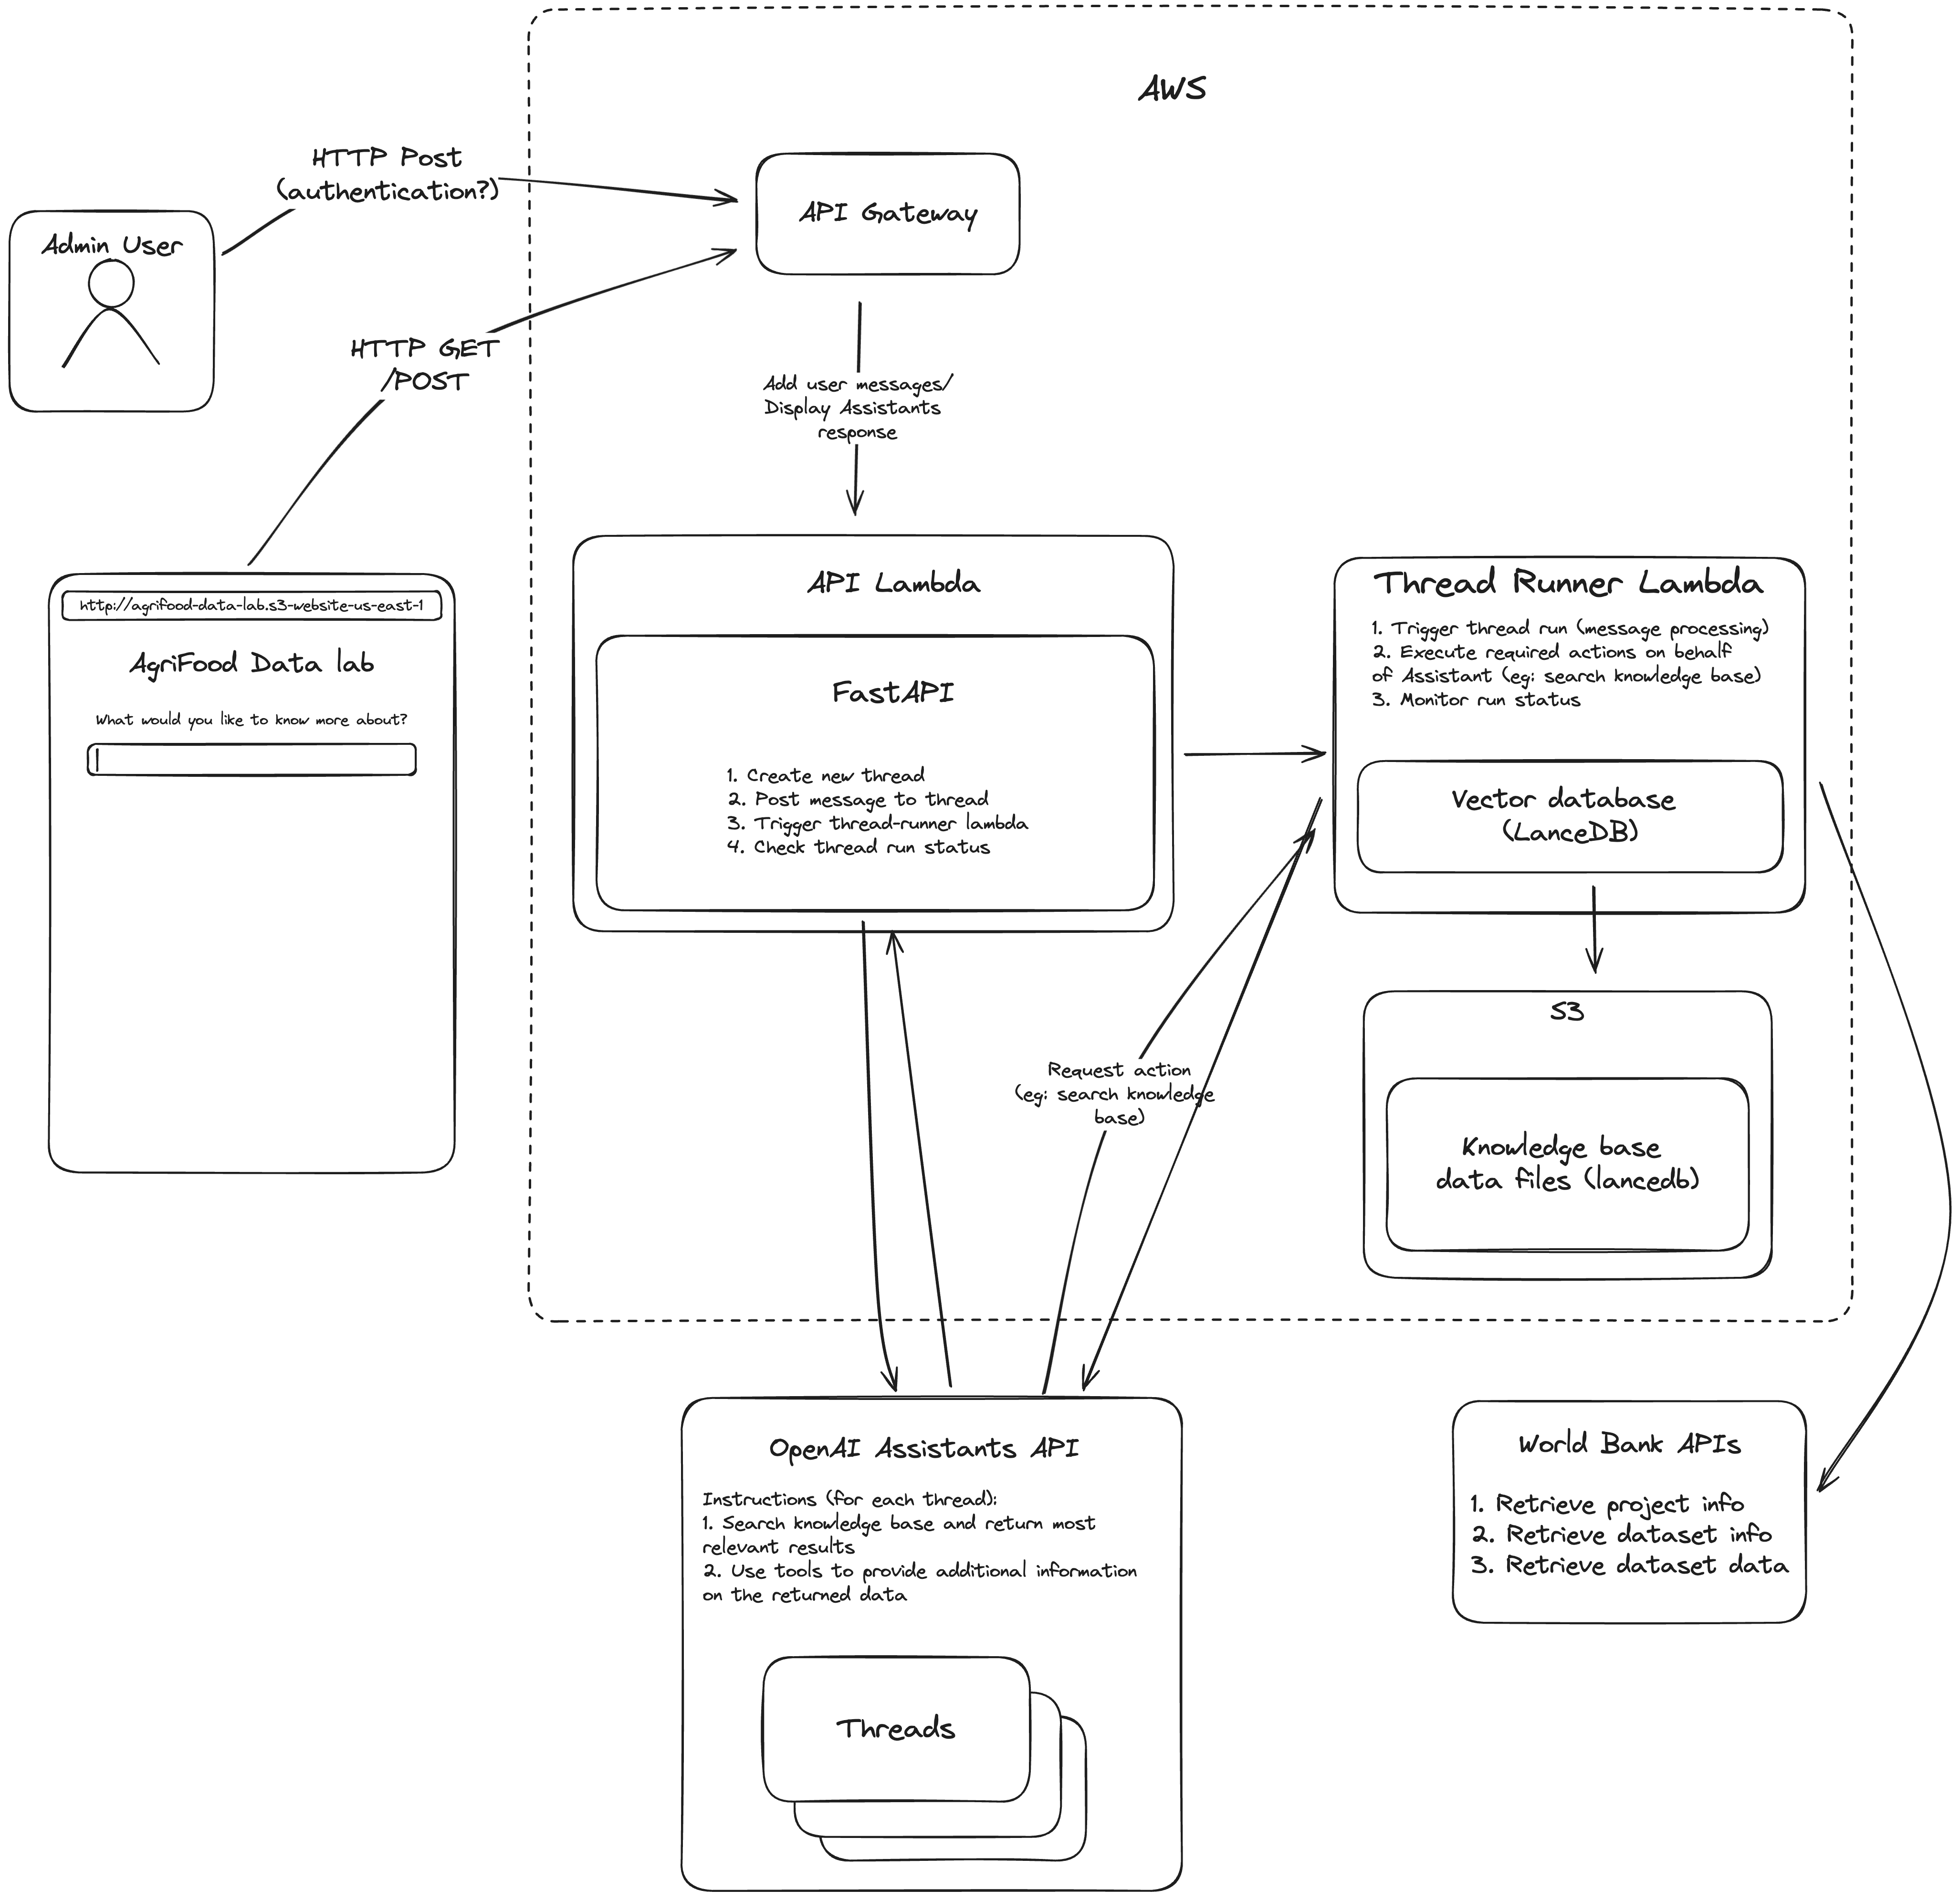 AWS
HTTP Post
(authentication?)
Admin User
API Gateway
HTTP GET
/POST
Add user messages/
Display Assistants
response
http://agrifood-data-lab.s3-website-us-east-1
AgriFood Data lab
What would you like to know more about?
API Lambda
FastAPI
1. Create new thread
2. Post message to thread
3. Trigger thread-runner lambda
4. Check thread run status
Thread Runner Lambda
1. Trigger thread run (message processing)
2. Execute required actions on behalf
of Assistant (eg: search knowledge base)
3. Monitor run status
Vector database
(LanceDB)
S3
Knowledge base
data files (lancedb)
Request action
(eg: search knowledge
base)
OpenAI Assistants API
Instructions (for each thread):
1. Search knowledge base and return most
relevant results
2. Use tools to provide additional information
on the returned data
Threads
World Bank APIs
1. Retrieve project info
2. Retrieve dataset info
3. Retrieve dataset data